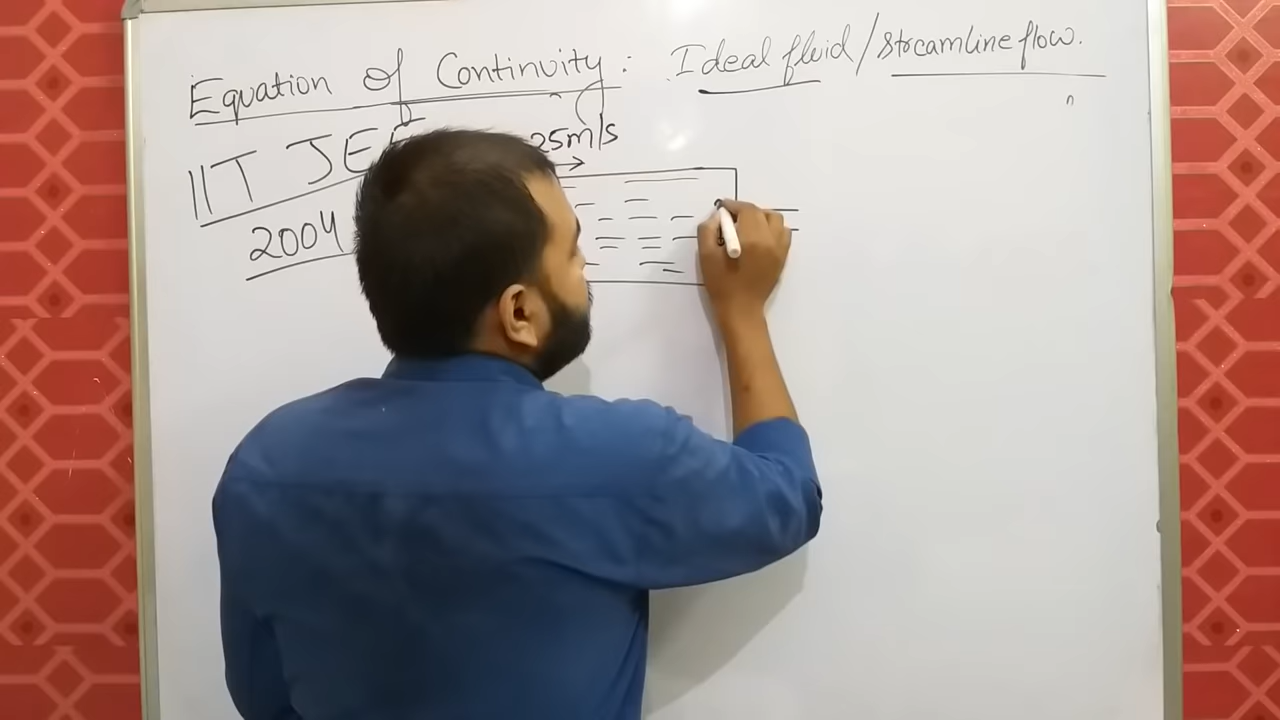 Equation of Continuity : Ideal fluid / streamline flow.
IIT JEE 25m/s
2004